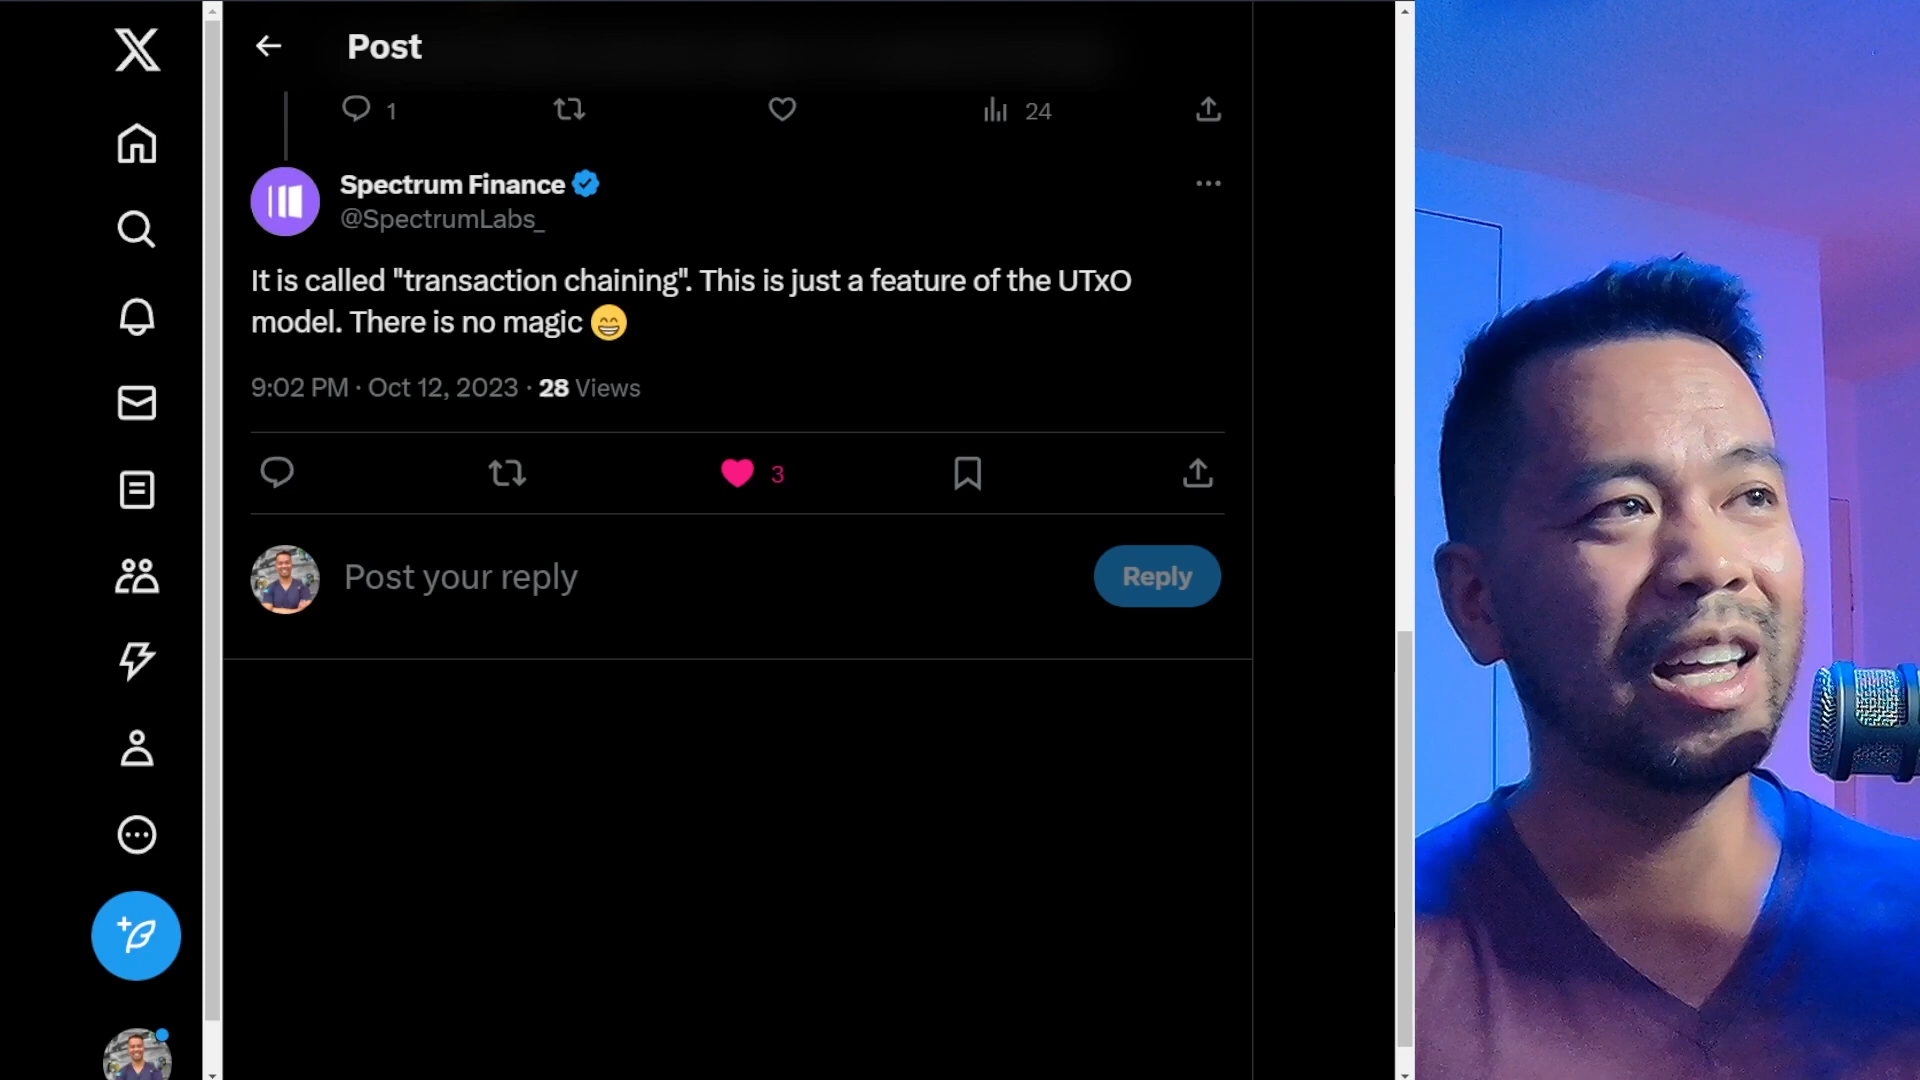 Post
1
24
Spectrum Finance
@SpectrumLabs_
It is called "transaction chaining". This is just a feature of the UTxO
model. There is no magic 😁
9:02 PM · Oct 12, 2023 · 28 Views
3
Post your reply
Reply